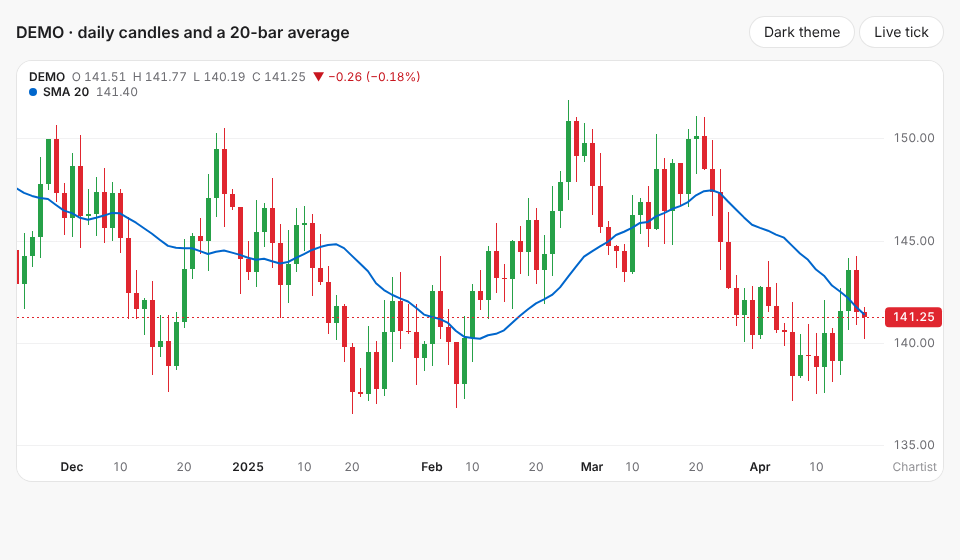 DEMO · daily candles and a 20-bar average
Dark theme
Live tick
DEMO O 141.51 H 141.77 L 140.19 C 141.25 ▼ −0.26 (−0.18%)
SMA 20 141.40
150.00
145.00
141.25
140.00
135.00
Dec 10 20 2025 10 20 Feb 10 20 Mar 10 20 Apr 10
Chartist